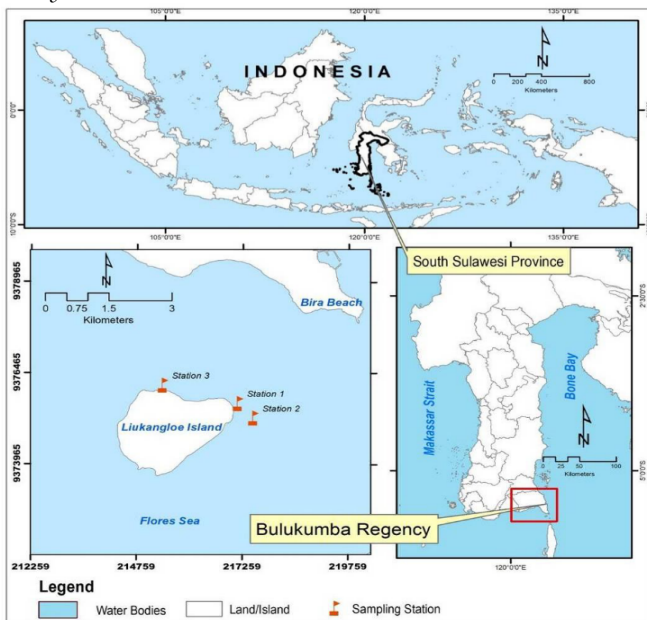 105°0'0"E 120°0'0"E 135°0'0"E
INDONESIA
N
0 200 400 800
Kilometers
0°0'0"
10°0'0"S
105°0'0"E 120°0'0"E 135°0'0"E
South Sulawesi Province
9378965
N
0 0.75 1.5 3
Kilometers
Bira Beach
9376465
Station 3
Station 1
Station 2
Liukangloe Island
9373965
Flores Sea
212259 214759 217259 219759
2°30'0"S
Makassar Strait
Bone Bay
N
0 25 50 100
Kilometers
5°0'0"S
Bulukumba Regency
120°0'0"E
Legend
Water Bodies Land/Island Sampling Station